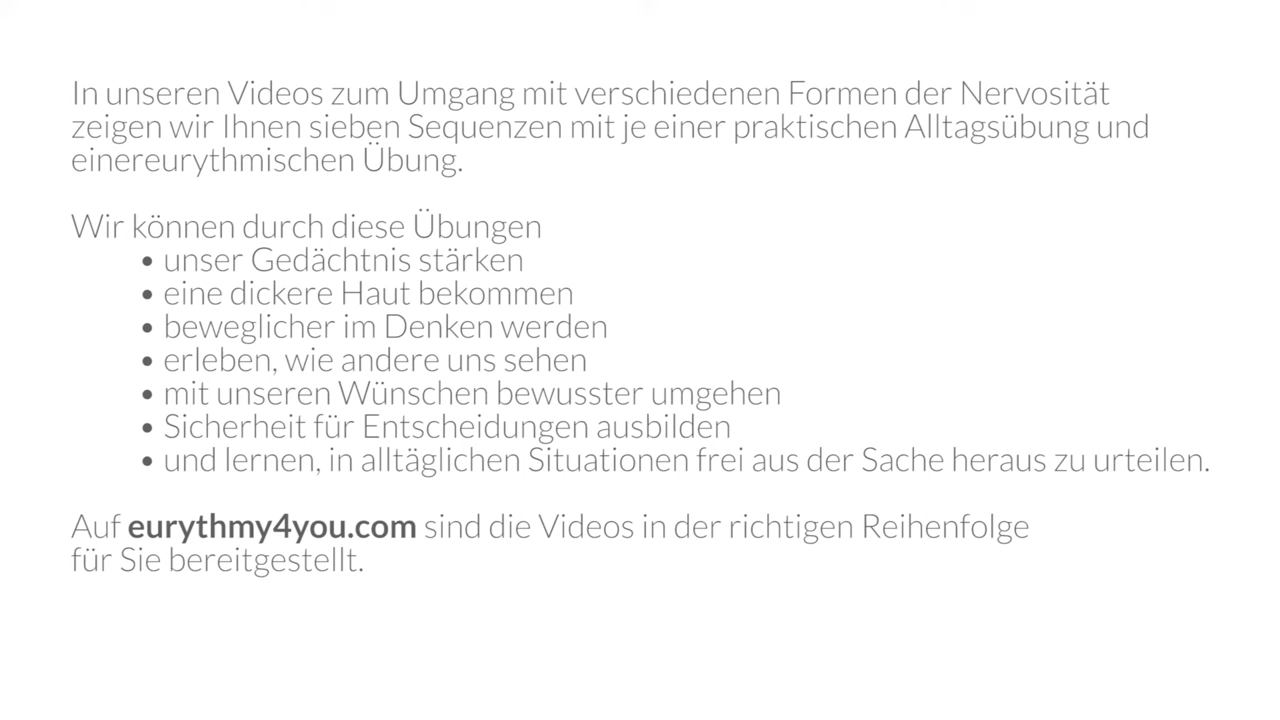 In unseren Videos zum Umgang mit verschiedenen Formen der Nervosität
zeigen wir Ihnen sieben Sequenzen mit je einer praktischen Alltagsübung und
einereurythmischen Übung.
Wir können durch diese Übungen
• unser Gedächtnis stärken
• eine dickere Haut bekommen
• beweglicher im Denken werden
• erleben, wie andere uns sehen
• mit unseren Wünschen bewusster umgehen
• Sicherheit für Entscheidungen ausbilden
• und lernen, in alltäglichen Situationen frei aus der Sache heraus zu urteilen.
Auf eurythmy4you.com sind die Videos in der richtigen Reihenfolge
für Sie bereitgestellt.